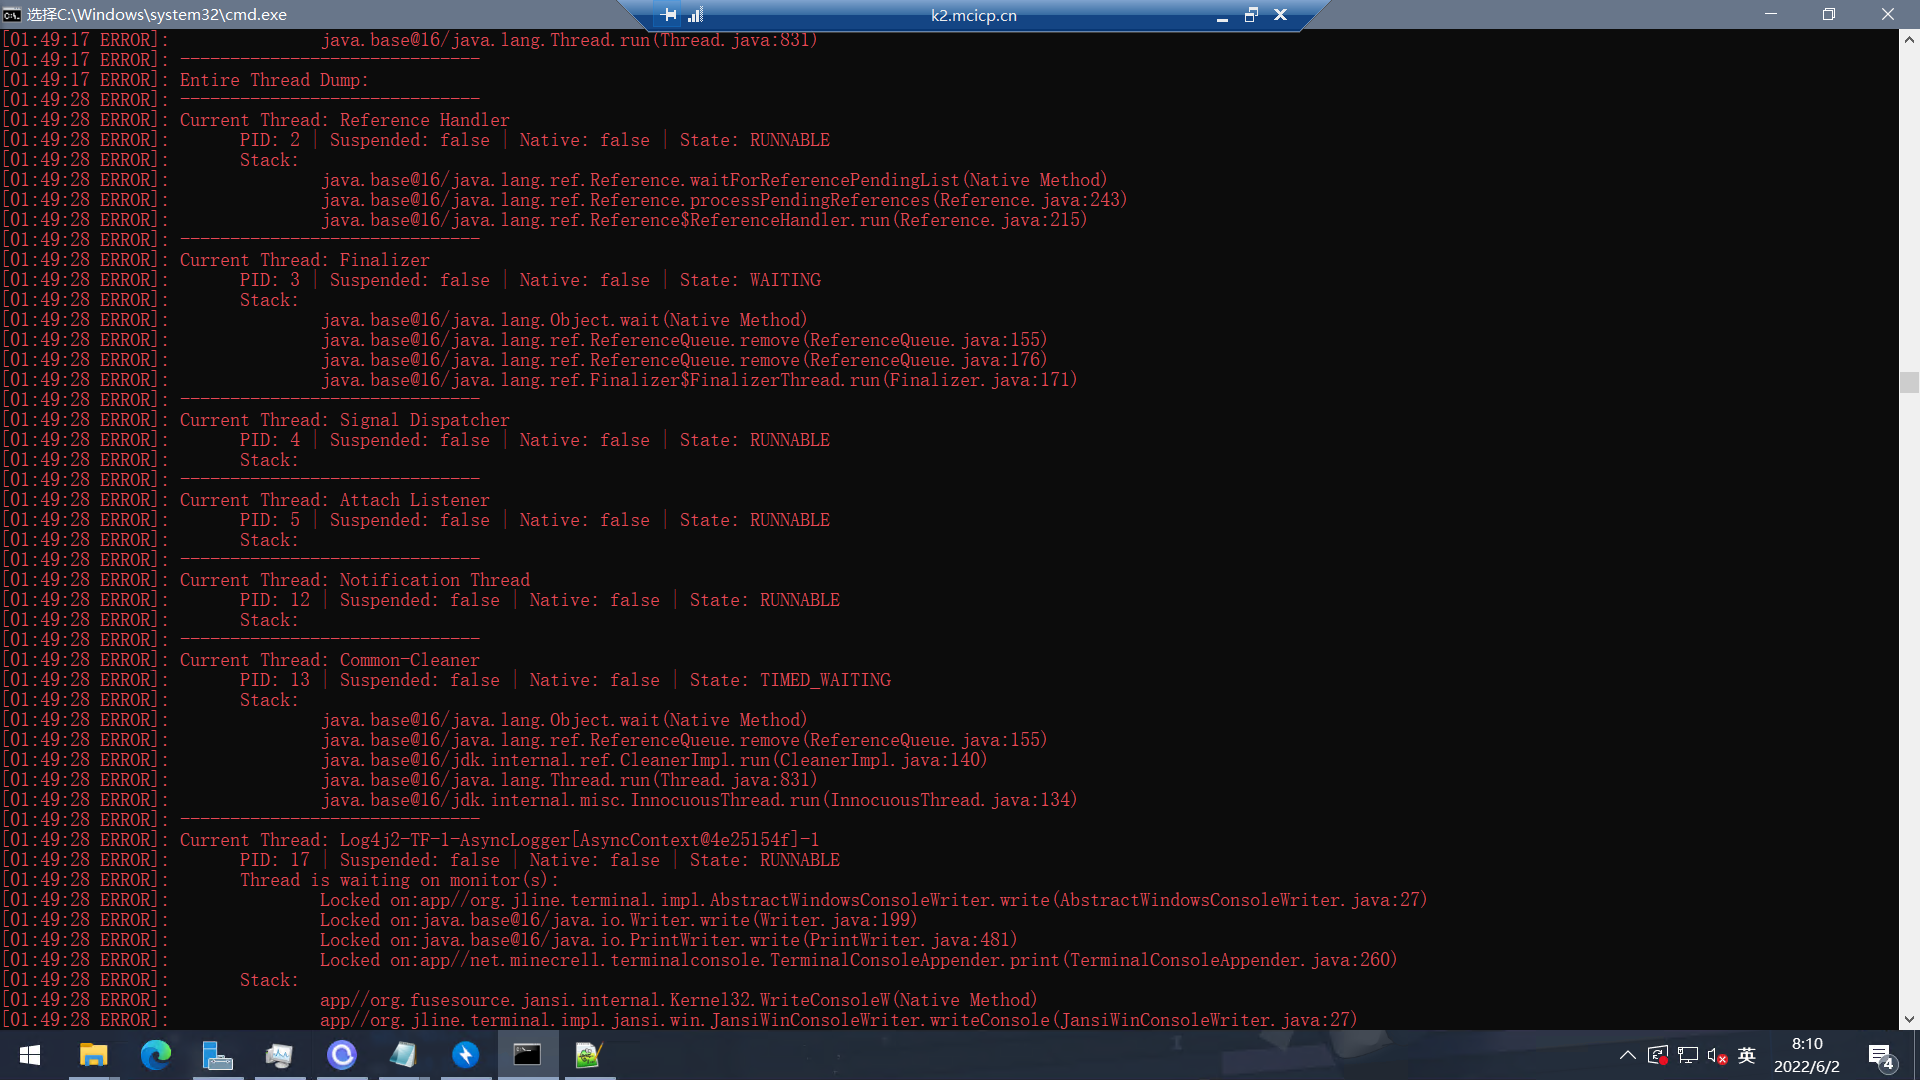 选择C:\Windows\system32\cmd.exe
k2.mcicp.cn
[01:49:17 ERROR]: java.base@16/java.lang.Thread.run(Thread.java:831)
[01:49:17 ERROR]: ------------------------------
[01:49:17 ERROR]: Entire Thread Dump:
[01:49:28 ERROR]: ------------------------------
[01:49:28 ERROR]: Current Thread: Reference Handler
[01:49:28 ERROR]: PID: 2 | Suspended: false | Native: false | State: RUNNABLE
[01:49:28 ERROR]: Stack:
[01:49:28 ERROR]: java.base@16/java.lang.ref.Reference.waitForReferencePendingList(Native Method)
[01:49:28 ERROR]: java.base@16/java.lang.ref.Reference.processPendingReferences(Reference.java:243)
[01:49:28 ERROR]: java.base@16/java.lang.ref.Reference$ReferenceHandler.run(Reference.java:215)
[01:49:28 ERROR]: ------------------------------
[01:49:28 ERROR]: Current Thread: Finalizer
[01:49:28 ERROR]: PID: 3 | Suspended: false | Native: false | State: WAITING
[01:49:28 ERROR]: Stack:
[01:49:28 ERROR]: java.base@16/java.lang.Object.wait(Native Method)
[01:49:28 ERROR]: java.base@16/java.lang.ref.ReferenceQueue.remove(ReferenceQueue.java:155)
[01:49:28 ERROR]: java.base@16/java.lang.ref.ReferenceQueue.remove(ReferenceQueue.java:176)
[01:49:28 ERROR]: java.base@16/java.lang.ref.Finalizer$FinalizerThread.run(Finalizer.java:171)
[01:49:28 ERROR]: ------------------------------
[01:49:28 ERROR]: Current Thread: Signal Dispatcher
[01:49:28 ERROR]: PID: 4 | Suspended: false | Native: false | State: RUNNABLE
[01:49:28 ERROR]: Stack:
[01:49:28 ERROR]: ------------------------------
[01:49:28 ERROR]: Current Thread: Attach Listener
[01:49:28 ERROR]: PID: 5 | Suspended: false | Native: false | State: RUNNABLE
[01:49:28 ERROR]: Stack:
[01:49:28 ERROR]: ------------------------------
[01:49:28 ERROR]: Current Thread: Notification Thread
[01:49:28 ERROR]: PID: 12 | Suspended: false | Native: false | State: RUNNABLE
[01:49:28 ERROR]: Stack:
[01:49:28 ERROR]: ------------------------------
[01:49:28 ERROR]: Current Thread: Common-Cleaner
[01:49:28 ERROR]: PID: 13 | Suspended: false | Native: false | State: TIMED_WAITING
[01:49:28 ERROR]: Stack:
[01:49:28 ERROR]: java.base@16/java.lang.Object.wait(Native Method)
[01:49:28 ERROR]: java.base@16/java.lang.ref.ReferenceQueue.remove(ReferenceQueue.java:155)
[01:49:28 ERROR]: java.base@16/jdk.internal.ref.CleanerImpl.run(CleanerImpl.java:140)
[01:49:28 ERROR]: java.base@16/java.lang.Thread.run(Thread.java:831)
[01:49:28 ERROR]: java.base@16/jdk.internal.misc.InnocuousThread.run(InnocuousThread.java:134)
[01:49:28 ERROR]: ------------------------------
[01:49:28 ERROR]: Current Thread: Log4j2-TF-1-AsyncLogger[AsyncContext@4e25154f]-1
[01:49:28 ERROR]: PID: 17 | Suspended: false | Native: false | State: RUNNABLE
[01:49:28 ERROR]: Thread is waiting on monitor(s):
[01:49:28 ERROR]: Locked on:app//org.jline.terminal.impl.AbstractWindowsConsoleWriter.write(AbstractWindowsConsoleWriter.java:27)
[01:49:28 ERROR]: Locked on:java.base@16/java.io.Writer.write(Writer.java:199)
[01:49:28 ERROR]: Locked on:java.base@16/java.io.PrintWriter.write(PrintWriter.java:481)
[01:49:28 ERROR]: Locked on:app//net.minecrell.terminalconsole.TerminalConsoleAppender.print(TerminalConsoleAppender.java:260)
[01:49:28 ERROR]: Stack:
[01:49:28 ERROR]: app//org.fusesource.jansi.internal.Kernel32.WriteConsoleW(Native Method)
[01:49:28 ERROR]: app//org.jline.terminal.impl.jansi.win.JansiWinConsoleWriter.writeConsole(JansiWinConsoleWriter.java:27)
英
8:10
2022/6/2
4